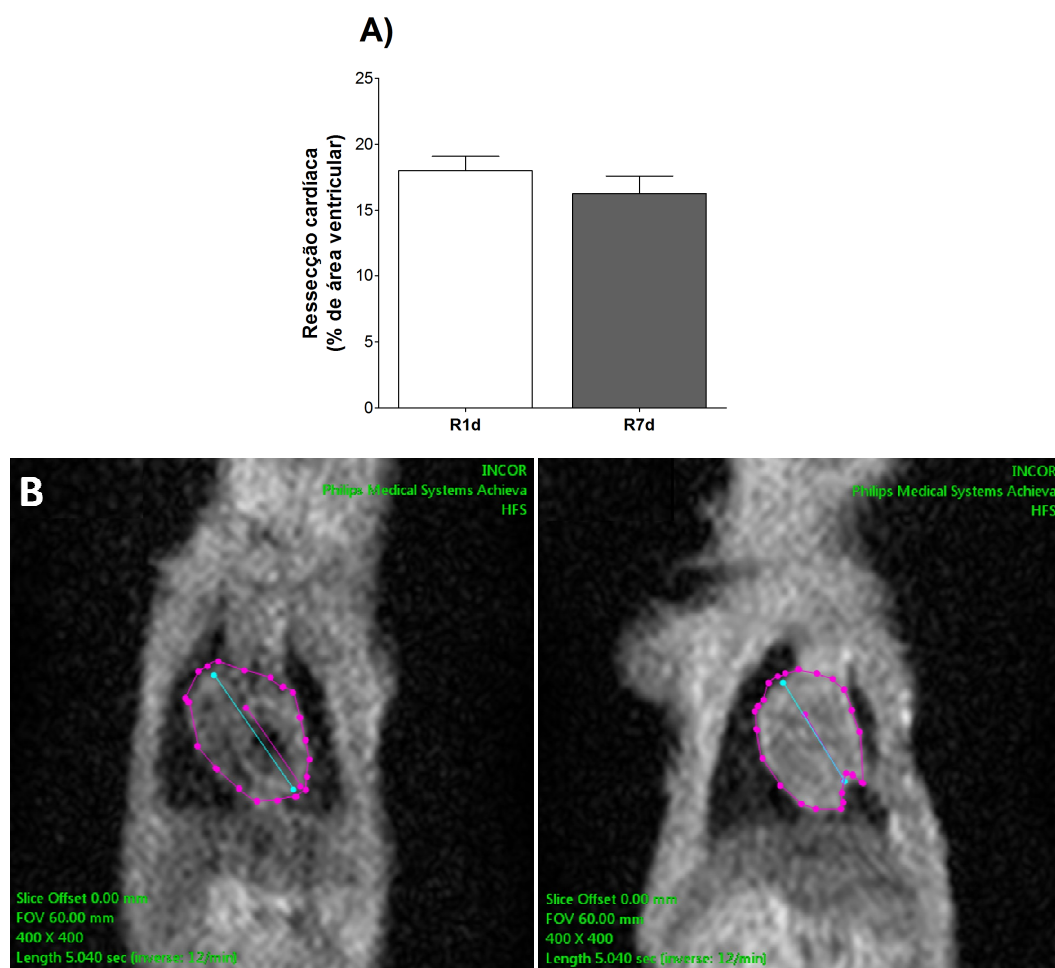 A)
Ressecção cardíaca
(% de área ventricular)
25
20
15
10
5
0
R1d
R7d
B
INCOR
Philips Medical Systems Achieva
HFS
Slice Offset 0.00 mm
FOV 60.00 mm
400 X 400
Length 5.040 sec (inverse: 12/min)
INCOR
Philips Medical Systems Achieva
HFS
Slice Offset 0.00 mm
FOV 60.00 mm
400 X 400
Length 5.040 sec (inverse: 12/min)